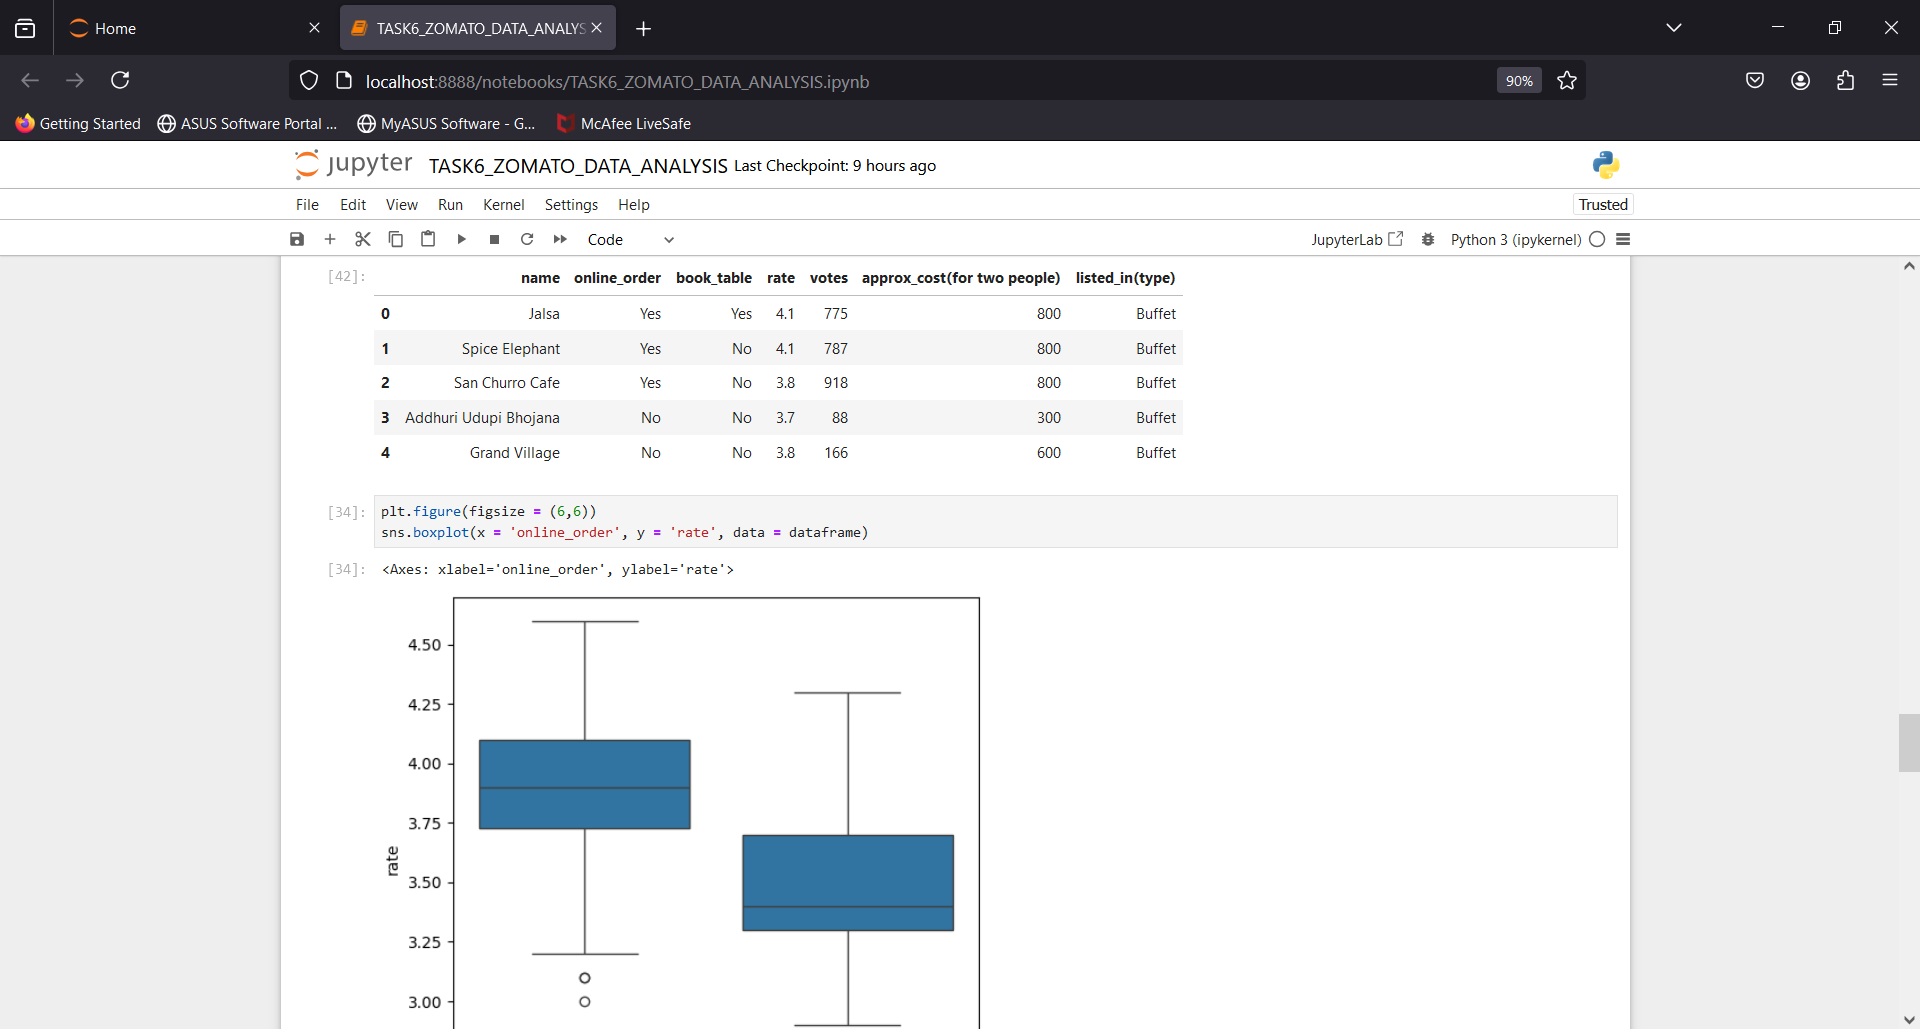 Home
TASK6_ZOMATO_DATA_ANALYS
localhost:8888/notebooks/TASK6_ZOMATO_DATA_ANALYSIS.ipynb
90%
Getting Started
ASUS Software Portal ...
MyASUS Software - G...
McAfee LiveSafe
jupyter TASK6_ZOMATO_DATA_ANALYSIS Last Checkpoint: 9 hours ago
File Edit View Run Kernel Settings Help
Trusted
Code
JupyterLab
Python 3 (ipykernel)
[42]:
name online_order book_table rate votes approx_cost(for two people) listed_in(type)
0 Jalsa Yes Yes 4.1 775 800 Buffet
1 Spice Elephant Yes No 4.1 787 800 Buffet
2 San Churro Cafe Yes No 3.8 918 800 Buffet
3 Addhuri Udupi Bhojana No No 3.7 88 300 Buffet
4 Grand Village No No 3.8 166 600 Buffet
[34]: plt.figure(figsize = (6,6))
sns.boxplot(x = 'online_order', y = 'rate', data = dataframe)
[34]: <Axes: xlabel='online_order', ylabel='rate'>
4.50
4.25
4.00
3.75
rate
3.50
3.25
3.00